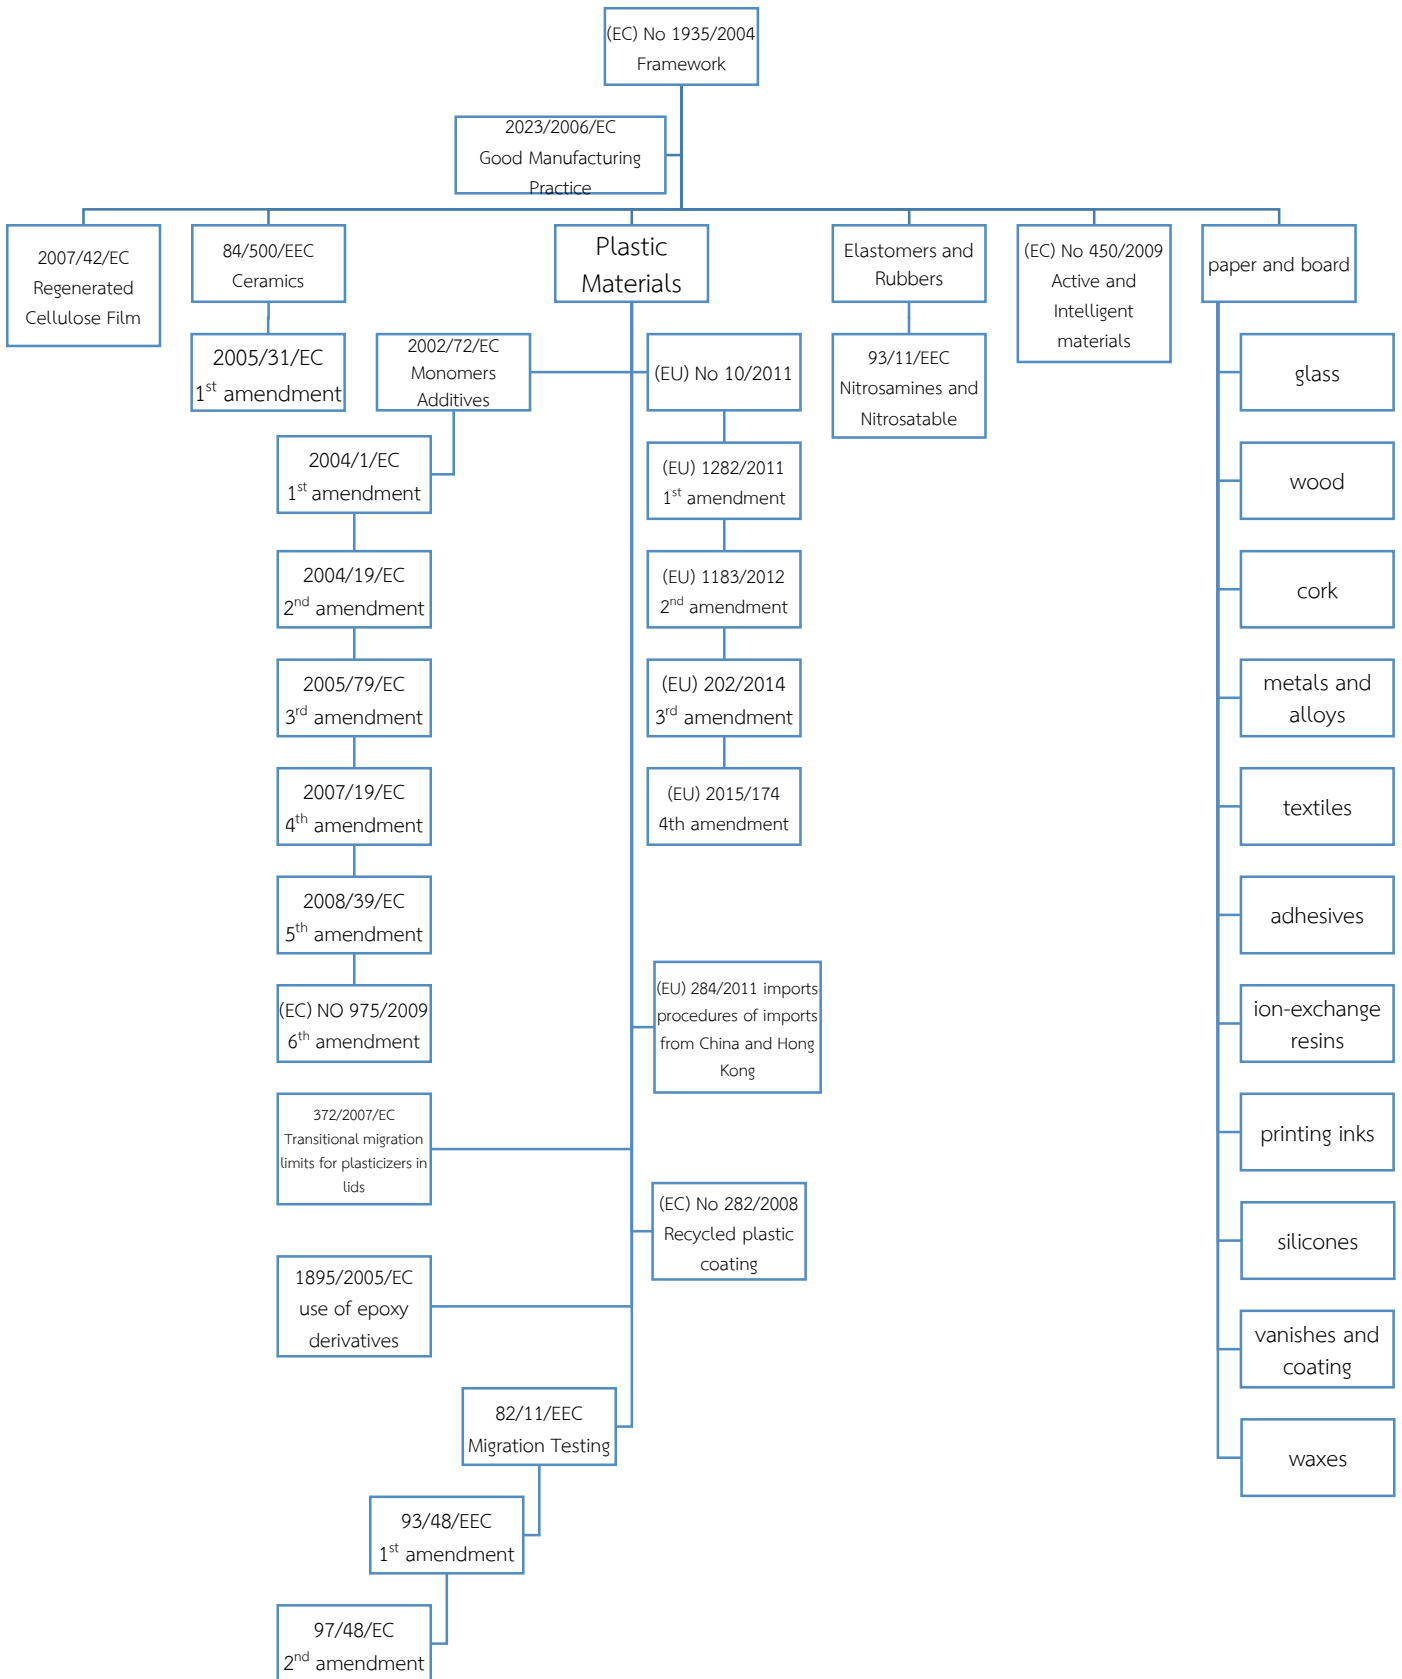 (EC) No 1935/2004
Framework
2023/2006/EC
Good Manufacturing
Practice
2007/42/EC
Regenerated
Cellulose Film
84/500/EEC
Ceramics
2005/31/EC
1st amendment
Plastic
Materials
2002/72/EC
Monomers
Additives
2004/1/EC
1st amendment
2004/19/EC
2nd amendment
2005/79/EC
3rd amendment
2007/19/EC
4th amendment
2008/39/EC
5th amendment
(EC) NO 975/2009
6th amendment
372/2007/EC
Transitional migration
limits for plasticizers in
lids
1895/2005/EC
use of epoxy
derivatives
82/11/EEC
Migration Testing
93/48/EEC
1st amendment
97/48/EC
2nd amendment
(EU) No 10/2011
(EU) 1282/2011
1st amendment
(EU) 1183/2012
2nd amendment
(EU) 202/2014
3rd amendment
(EU) 2015/174
4th amendment
(EU) 284/2011 imports
procedures of imports
from China and Hong
Kong
(EC) No 282/2008
Recycled plastic
coating
Elastomers and
Rubbers
93/11/EEC
Nitrosamines and
Nitrosatable
(EC) No 450/2009
Active and
Intelligent
materials
paper and board
glass
wood
cork
metals and
alloys
textiles
adhesives
ion-exchange
resins
printing inks
silicones
vanishes and
coating
waxes